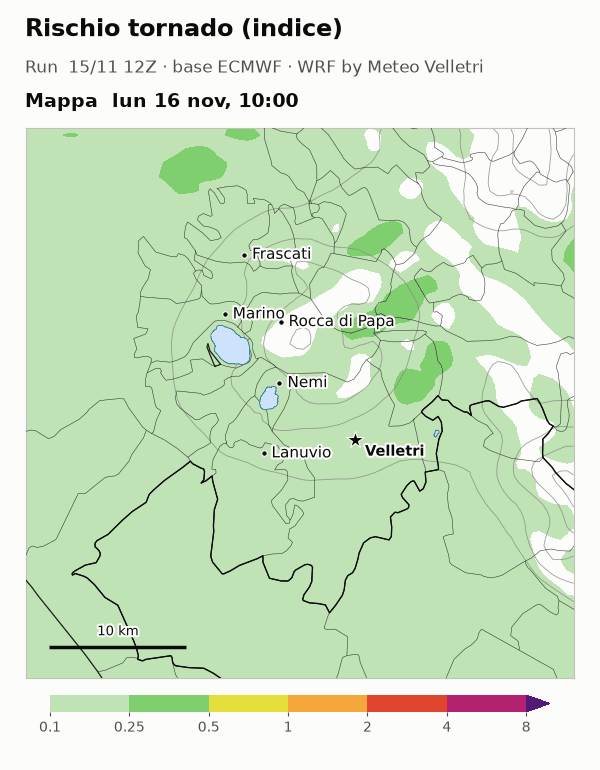 Rischio tornado (indice)
Run  15/11 12Z · base ECMWF · WRF by Meteo Velletri
Mappa  lun 16 nov, 10:00
Frascati
Marino
Rocca di Papa
Nemi
Velletri
Lanuvio
10 km
0.1 0.25 0.5 1 2 4 8